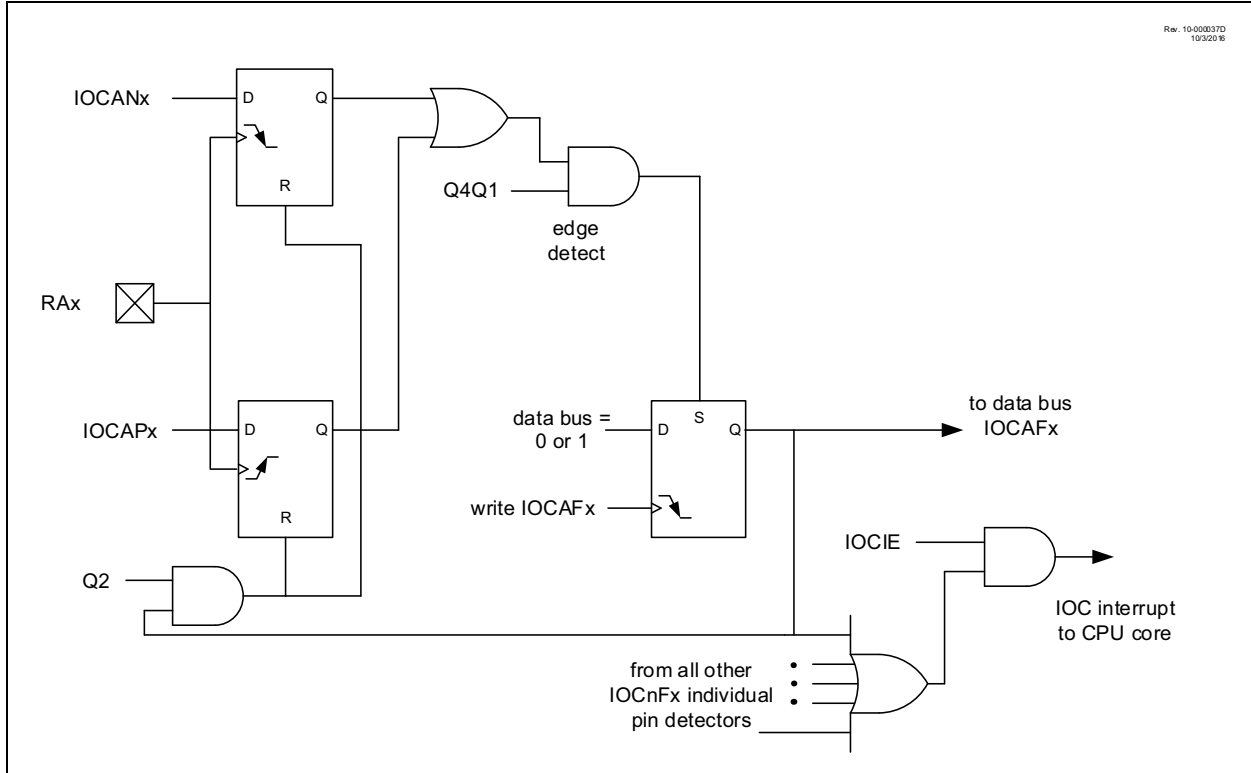 Rev. 10-000037D
10/3/2016
IOCANx
D
Q
R
Q4Q1
edge
detect
RAx
IOCAPx
D
Q
R
data bus =
0 or 1
D
S
Q
to data bus
IOCAFx
write IOCAFx
IOCIE
Q2
IOC interrupt
to CPU core
from all other
IOCnFx individual
pin detectors